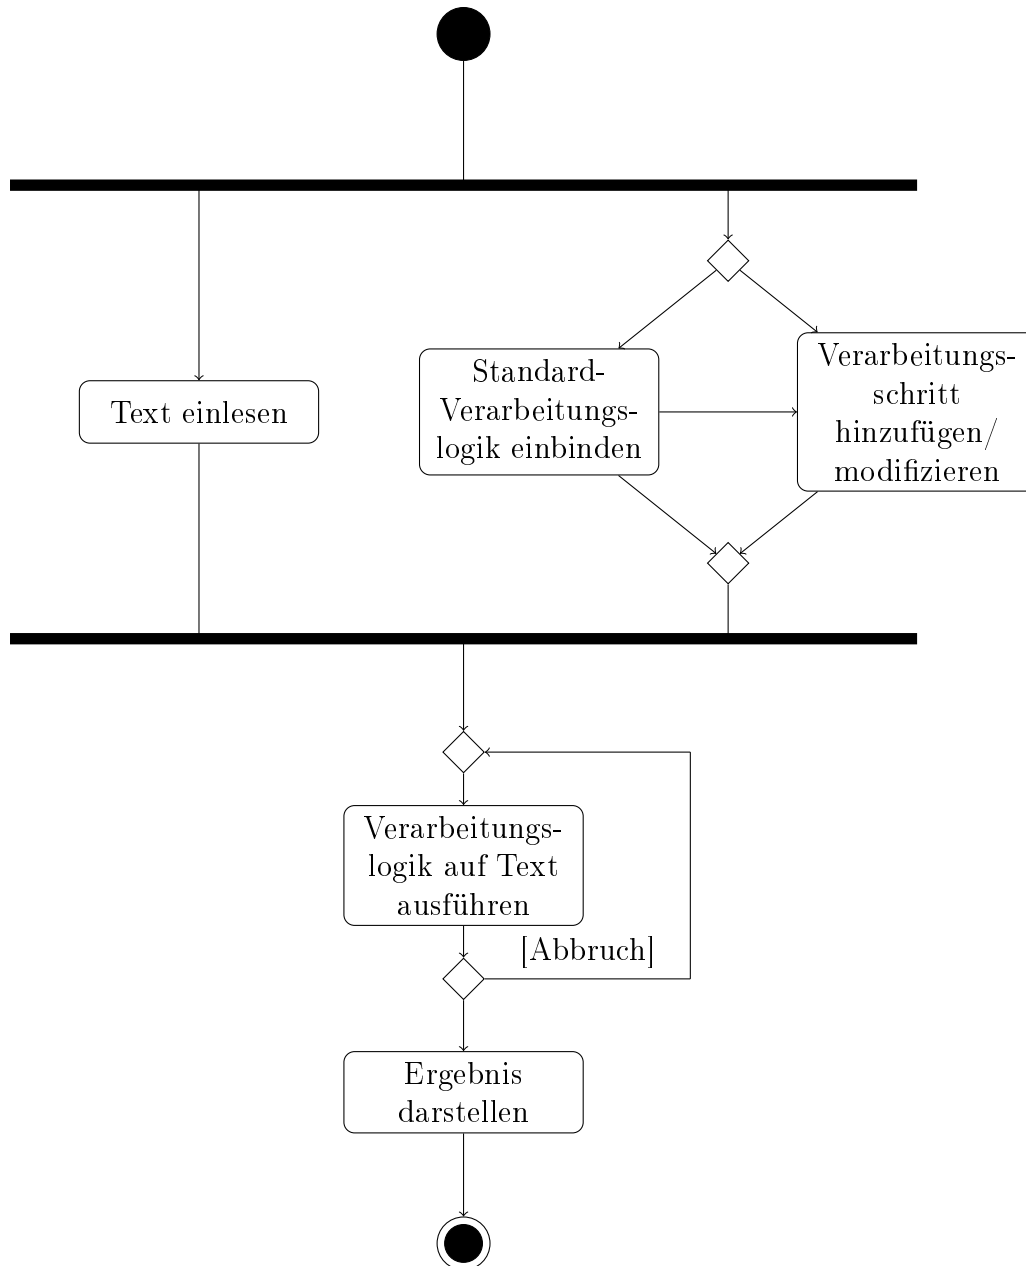 Text einlesen
Standard-
Verarbeitungs-
logik einbinden
Verarbeitungs-
schritt
hinzufügen/
modifizieren
Verarbeitungs-
logik auf Text
ausführen
[Abbruch]
Ergebnis
darstellen